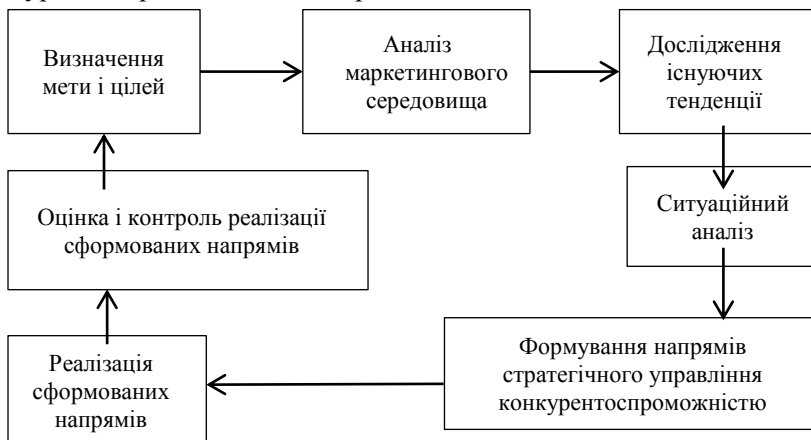 Визначення
мети і цілей
Аналіз
маркетингового
середовища
Дослідження
існуючих
тенденції
Ситуаційний
аналіз
Формування напрямів
стратегічного управління
конкурентоспроможністю
Реалізація
сформованих
напрямів
Оцінка і контроль реалізації
сформованих напрямів